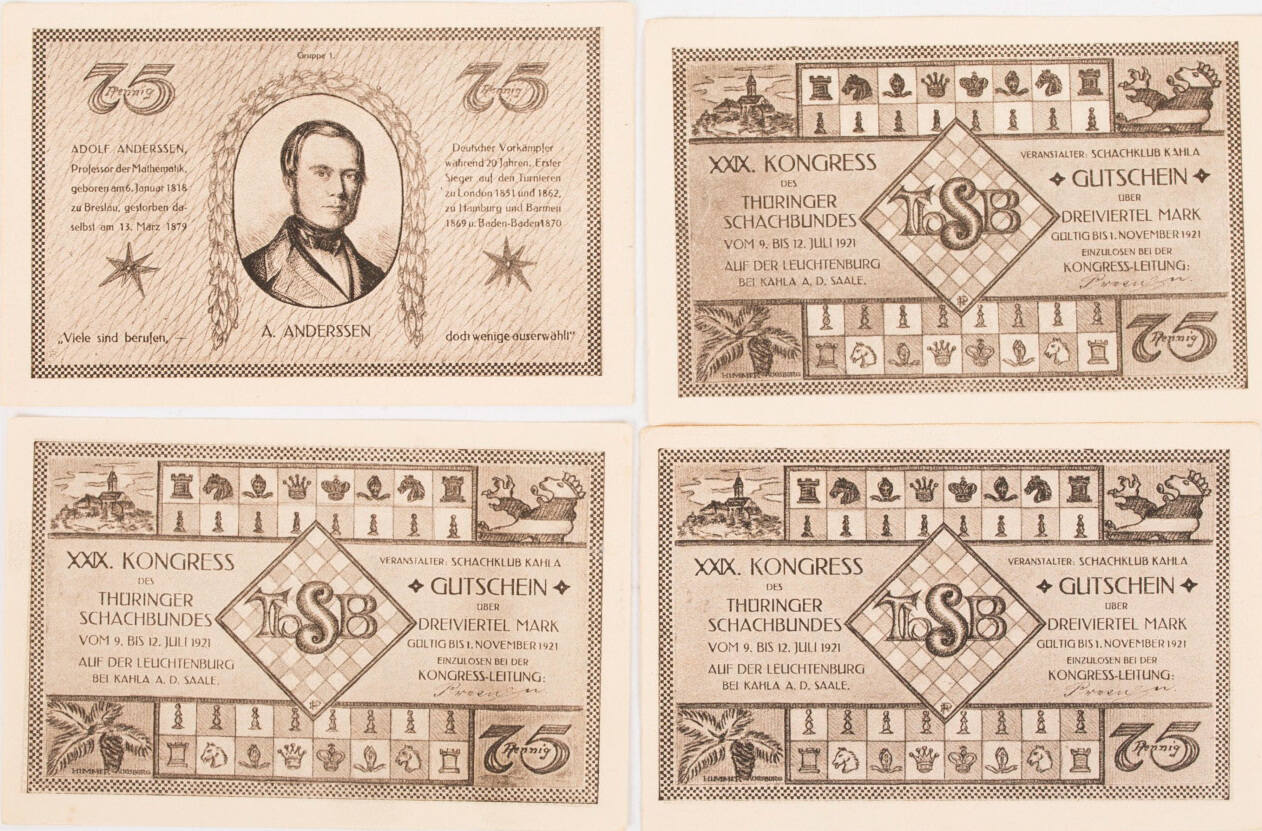 Gruppe 1.
75
Pfennig
75
Pfennig
ADOLF ANDERSSEN,
Professor der Mathematik,
geboren am 6. Januar 1818
zu Breslau, gestorben da-
selbst am 13. März 1879
Deutscher Vorkämpfer
während 20 Jahren. Erster
Sieger auf den Turnieren
zu London 1851 und 1862,
zu Hamburg und Barmen
1869 u. Baden-Baden 1870
„Viele sind berufen, —
A. ANDERSSEN
doch wenige auserwählt"
XXIX. KONGRESS
DES
THÜRINGER
SCHACHBUNDES
VOM 9. BIS 12. JULI 1921
AUF DER LEUCHTENBURG
BEI KAHLA A. D. SAALE.
ThSB
VERANSTALTER: SCHACHKLUB KAHLA
GUTSCHEIN
ÜBER
DREIVIERTEL MARK
GÜLTIG BIS 1. NOVEMBER 1921
EINZULÖSEN BEI DER
KONGRESS-LEITUNG:
75
Pfennig
XXIX. KONGRESS
DES
THÜRINGER
SCHACHBUNDES
VOM 9. BIS 12. JULI 1921
AUF DER LEUCHTENBURG
BEI KAHLA A. D. SAALE.
ThSB
VERANSTALTER: SCHACHKLUB KAHLA
GUTSCHEIN
ÜBER
DREIVIERTEL MARK
GÜLTIG BIS 1. NOVEMBER 1921
EINZULÖSEN BEI DER
KONGRESS-LEITUNG:
75
Pfennig
XXIX. KONGRESS
DES
THÜRINGER
SCHACHBUNDES
VOM 9. BIS 12. JULI 1921
AUF DER LEUCHTENBURG
BEI KAHLA A. D. SAALE.
ThSB
VERANSTALTER: SCHACHKLUB KAHLA
GUTSCHEIN
ÜBER
DREIVIERTEL MARK
GÜLTIG BIS 1. NOVEMBER 1921
EINZULÖSEN BEI DER
KONGRESS-LEITUNG:
75
Pfennig